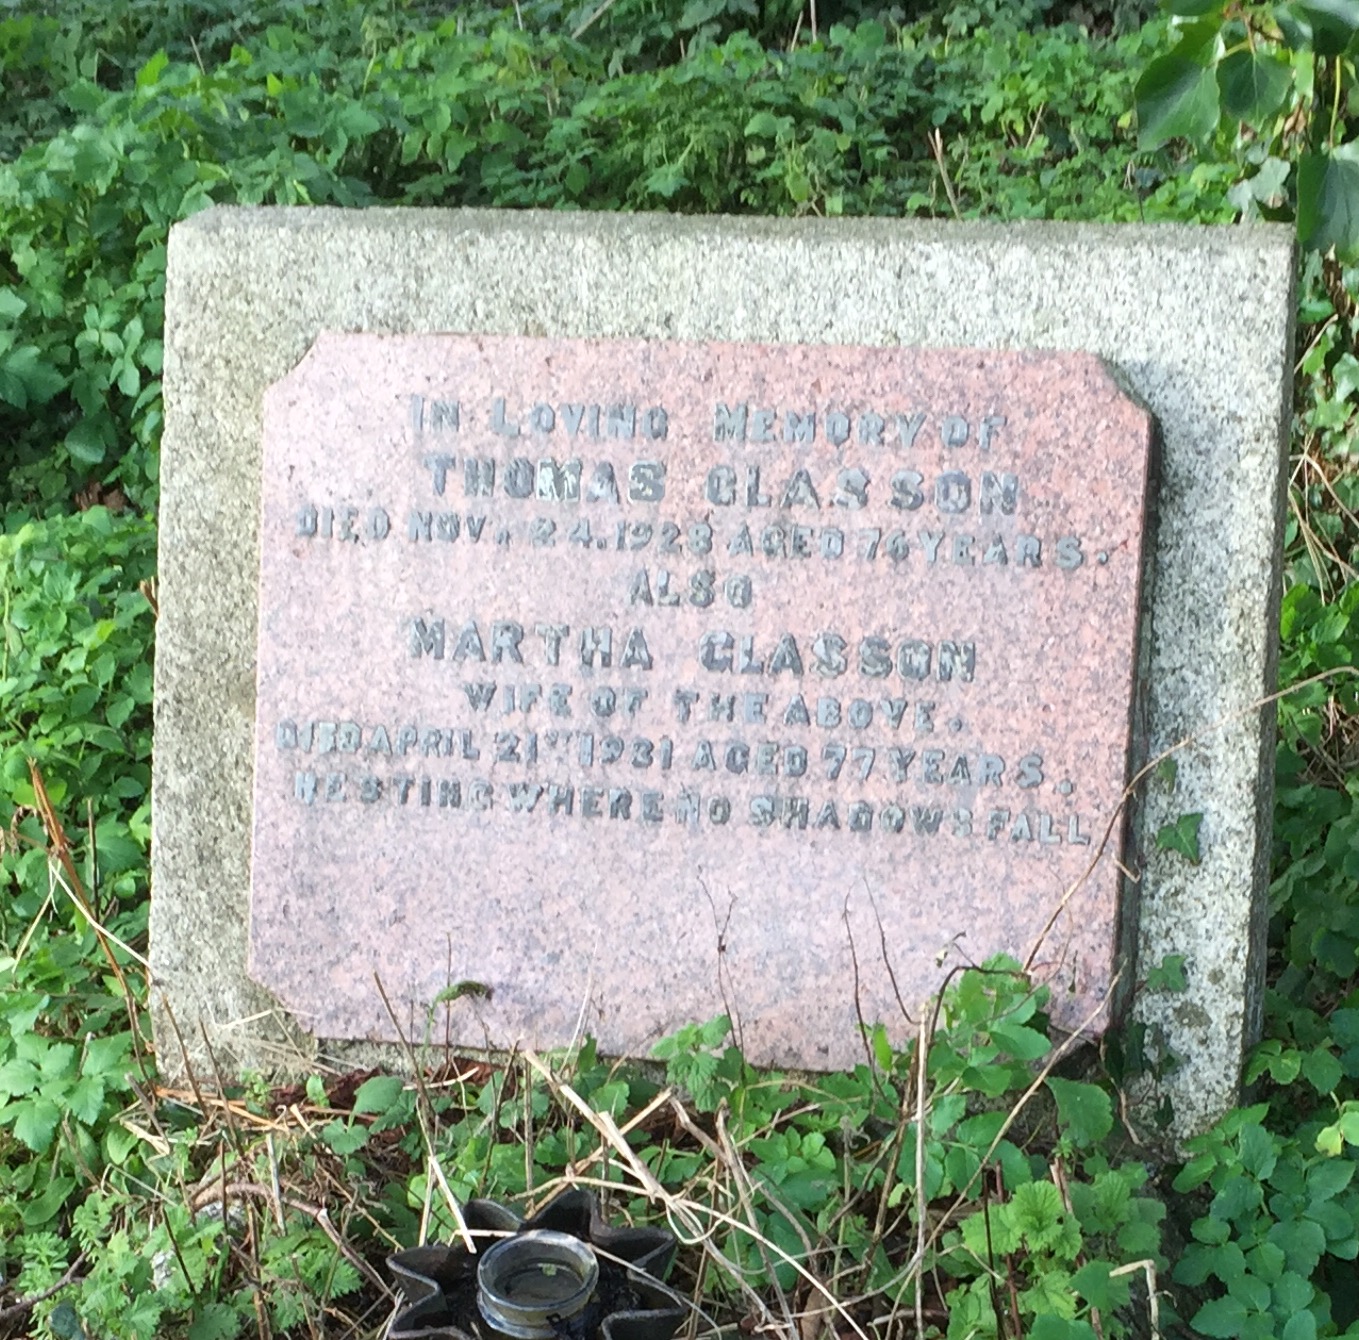 IN LOVING MEMORY OF
THOMAS GLASSON
DIED NOV. 24. 1928 AGED 76 YEARS.
ALSO
MARTHA GLASSON
WIFE OF THE ABOVE.
DIED APRIL 21ST 1931 AGED 77 YEARS.
RESTING WHERE NO SHADOWS FALL